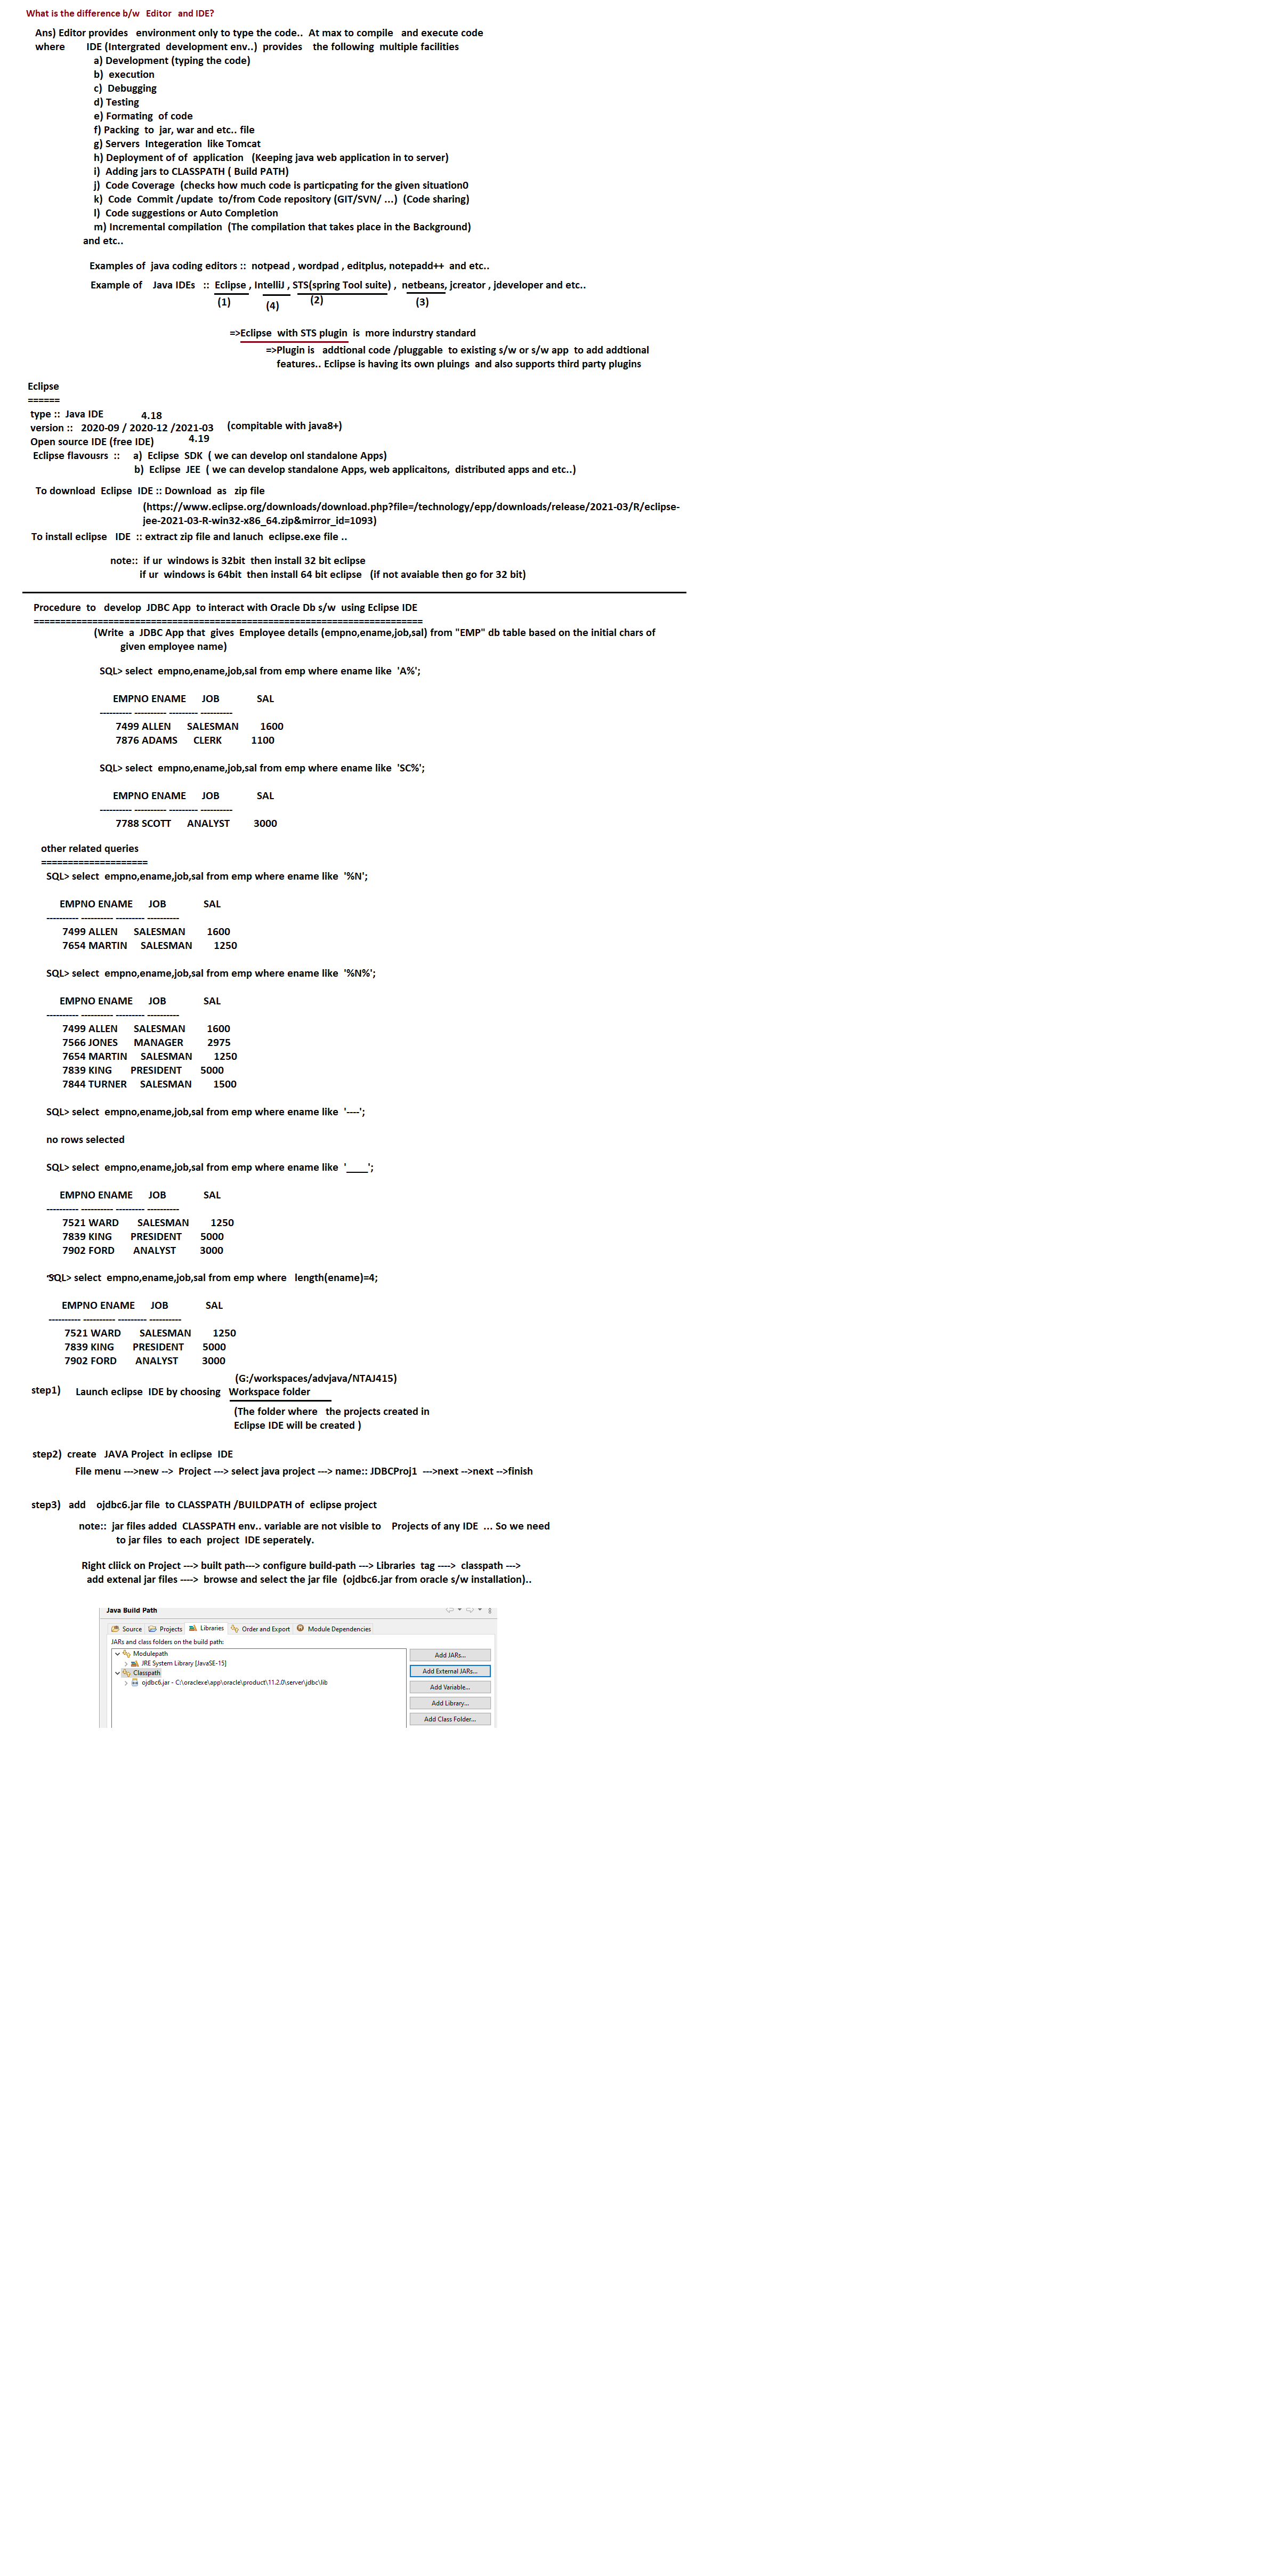 What is the difference b/w Editor and IDE?
Ans) Editor provides environment only to type the code.. At max to compile and execute code
where IDE (Intergrated development env..) provides the following multiple facilities
a) Development (typing the code)
b) execution
c) Debugging
d) Testing
e) Formating of code
f) Packing to jar, war and etc.. file
g) Servers Integeration like Tomcat
h) Deployment of of application (Keeping java web application in to server)
i) Adding jars to CLASSPATH ( Build PATH)
j) Code Coverage (checks how much code is particpating for the given situation0
k) Code Commit /update to/from Code repository (GIT/SVN/ ...) (Code sharing)
l) Code suggestions or Auto Completion
m) Incremental compilation (The compilation that takes place in the Background)
and etc..
Examples of java coding editors :: notpead , wordpad , editplus, notepadd++ and etc..
Example of Java IDEs :: Eclipse , IntelliJ , STS(spring Tool suite) , netbeans, jcreator , jdeveloper and etc..
(1) (4) (2) (3)
=>Eclipse with STS plugin is more indurstry standard
=>Plugin is addtional code /pluggable to existing s/w or s/w app to add addtional
features.. Eclipse is having its own pluings and also supports third party plugins
Eclipse
======
type :: Java IDE 4.18
version :: 2020-09 / 2020-12 /2021-03 (compitable with java8+)
Open source IDE (free IDE) 4.19
Eclipse flavousrs :: a) Eclipse SDK ( we can develop onl standalone Apps)
b) Eclipse JEE ( we can develop standalone Apps, web applicaitons, distributed apps and etc..)
To download Eclipse IDE :: Download as zip file
(https://www.eclipse.org/downloads/download.php?file=/technology/epp/downloads/release/2021-03/R/eclipse-
jee-2021-03-R-win32-x86_64.zip&mirror_id=1093)
To install eclipse IDE :: extract zip file and lanuch eclipse.exe file ..
note:: if ur windows is 32bit then install 32 bit eclipse
if ur windows is 64bit then install 64 bit eclipse (if not avaiable then go for 32 bit)
Procedure to develop JDBC App to interact with Oracle Db s/w using Eclipse IDE
=========================================================================
(Write a JDBC App that gives Employee details (empno,ename,job,sal) from "EMP" db table based on the initial chars of
given employee name)
SQL> select empno,ename,job,sal from emp where ename like 'A%';
EMPNO ENAME JOB SAL
---------- ---------- --------- ----------
7499 ALLEN SALESMAN 1600
7876 ADAMS CLERK 1100
SQL> select empno,ename,job,sal from emp where ename like 'SC%';
EMPNO ENAME JOB SAL
---------- ---------- --------- ----------
7788 SCOTT ANALYST 3000
other related queries
====================
SQL> select empno,ename,job,sal from emp where ename like '%N';
EMPNO ENAME JOB SAL
---------- ---------- --------- ----------
7499 ALLEN SALESMAN 1600
7654 MARTIN SALESMAN 1250
SQL> select empno,ename,job,sal from emp where ename like '%N%';
EMPNO ENAME JOB SAL
---------- ---------- --------- ----------
7499 ALLEN SALESMAN 1600
7566 JONES MANAGER 2975
7654 MARTIN SALESMAN 1250
7839 KING PRESIDENT 5000
7844 TURNER SALESMAN 1500
SQL> select empno,ename,job,sal from emp where ename like '----';
no rows selected
SQL> select empno,ename,job,sal from emp where ename like '____';
EMPNO ENAME JOB SAL
---------- ---------- --------- ----------
7521 WARD SALESMAN 1250
7839 KING PRESIDENT 5000
7902 FORD ANALYST 3000
SQL> select empno,ename,job,sal from emp where length(ename)=4;
EMPNO ENAME JOB SAL
---------- ---------- --------- ----------
7521 WARD SALESMAN 1250
7839 KING PRESIDENT 5000
7902 FORD ANALYST 3000
(G:/workspaces/advjava/NTAJ415)
step1) Launch eclipse IDE by choosing Workspace folder
(The folder where the projects created in
Eclipse IDE will be created )
step2) create JAVA Project in eclipse IDE
File menu --->new --> Project ---> select java project ---> name:: JDBCProj1 --->next -->next -->finish
step3) add ojdbc6.jar file to CLASSPATH /BUILDPATH of eclipse project
note:: jar files added CLASSPATH env.. variable are not visible to Projects of any IDE ... So we need
to jar files to each project IDE seperately.
Right cliick on Project ---> built path---> configure build-path ---> Libraries tag ----> classpath --->
add extenal jar files ----> browse and select the jar file (ojdbc6.jar from oracle s/w installation)..
Java Build Path
Source Projects Libraries Order and Export Module Dependencies
JARs and class folders on the build path:
Modulepath
JRE System Library [JavaSE-15]
Classpath
ojdbc6.jar - C:\oraclexe\app\oracle\product\11.2.0\server\jdbc\lib
Add JARs...
Add External JARs...
Add Variable...
Add Library...
Add Class Folder...